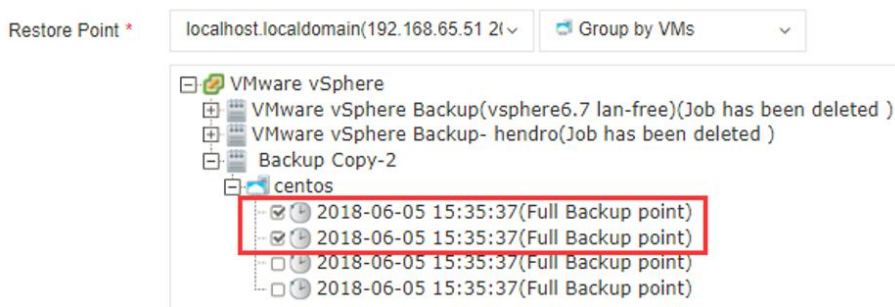 Restore Point * localhost.localdomain(192.168.65.51 Group by VMs
VMware vSphere
VMware vSphere Backup(vsphere6.7 lan-free)(Job has been deleted )
VMware vSphere Backup- hendro(Job has been deleted )
Backup Copy-2
centos
2018-06-05 15:35:37(Full Backup point)
2018-06-05 15:35:37(Full Backup point)
2018-06-05 15:35:37(Full Backup point)
2018-06-05 15:35:37(Full Backup point)